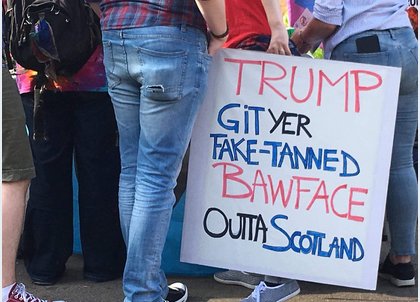 TRUMP
GIT YER
FAKE-TANNED
BAWFACE
OUTTA SCOTLAND